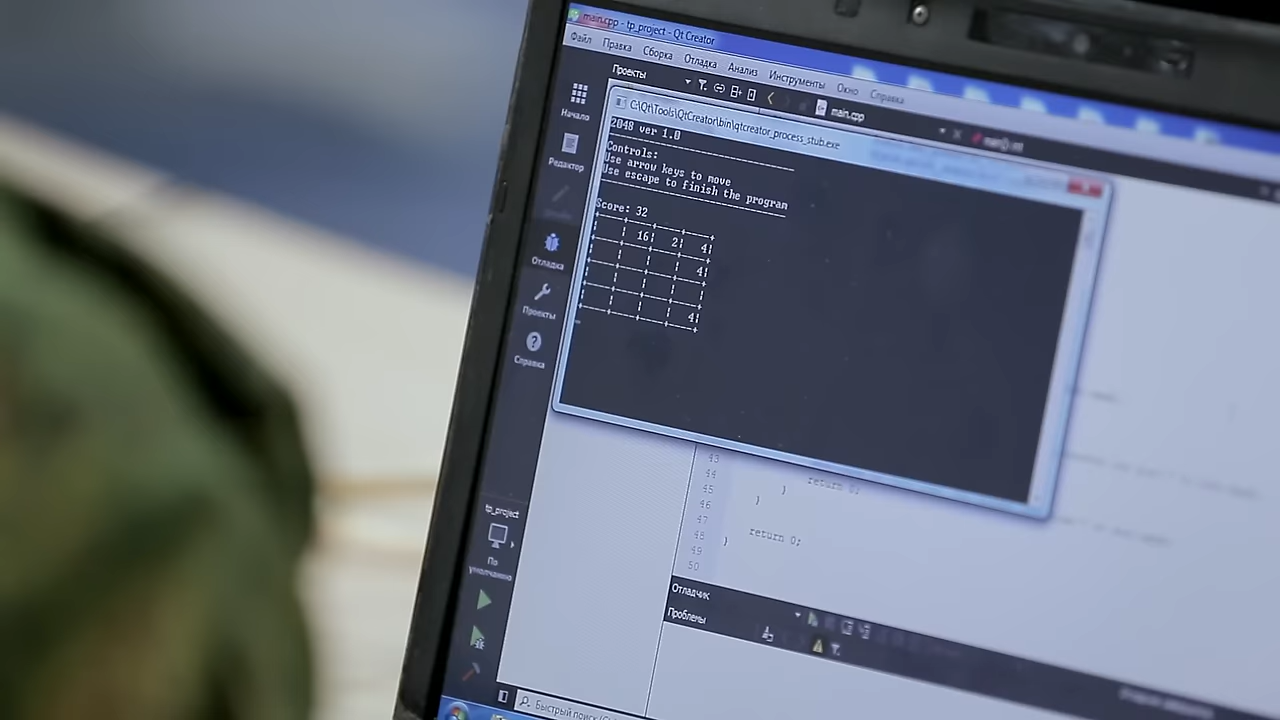 main.cpp - tp_project - Qt Creator
Файл Правка Сборка Отладка Анализ Инструменты Окно Справка
Проекты
main.cpp
Начало
Редактор
Отладка
Проекты
Справка
C:\Qt\Tools\QtCreator\bin\qtcreator_process_stub.exe
2048 ver 1.0
Controls:
Use arrow keys to move
Use escape to finish the program
Score: 32
16 2 4
4
4
43
44 return 0;
45 }
46 }
47
48 return 0;
49 }
50
tp_project
По
умолчанию
Отладчик
Проблемы
Быстрый поиск